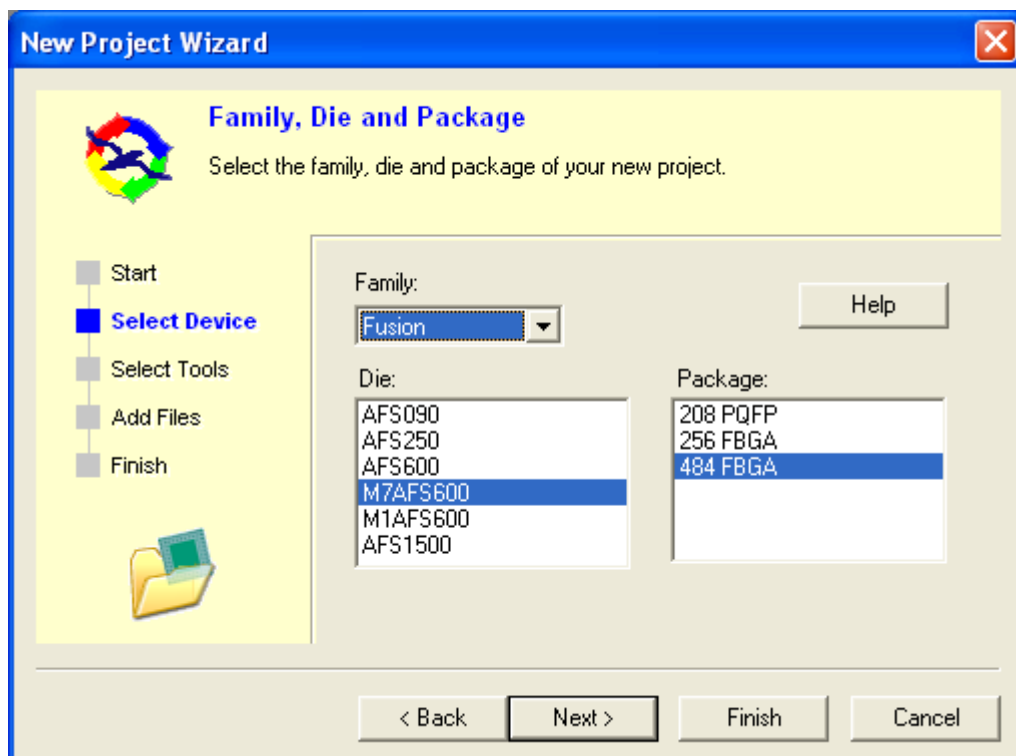 New Project Wizard
Family, Die and Package
Select the family, die and package of your new project.
Start
Select Device
Select Tools
Add Files
Finish
Family:
Fusion
Help
Die:
AFS090
AFS250
AFS600
M7AFS600
M1AFS600
AFS1500
Package:
208 PQFP
256 FBGA
484 FBGA
< Back
Next >
Finish
Cancel